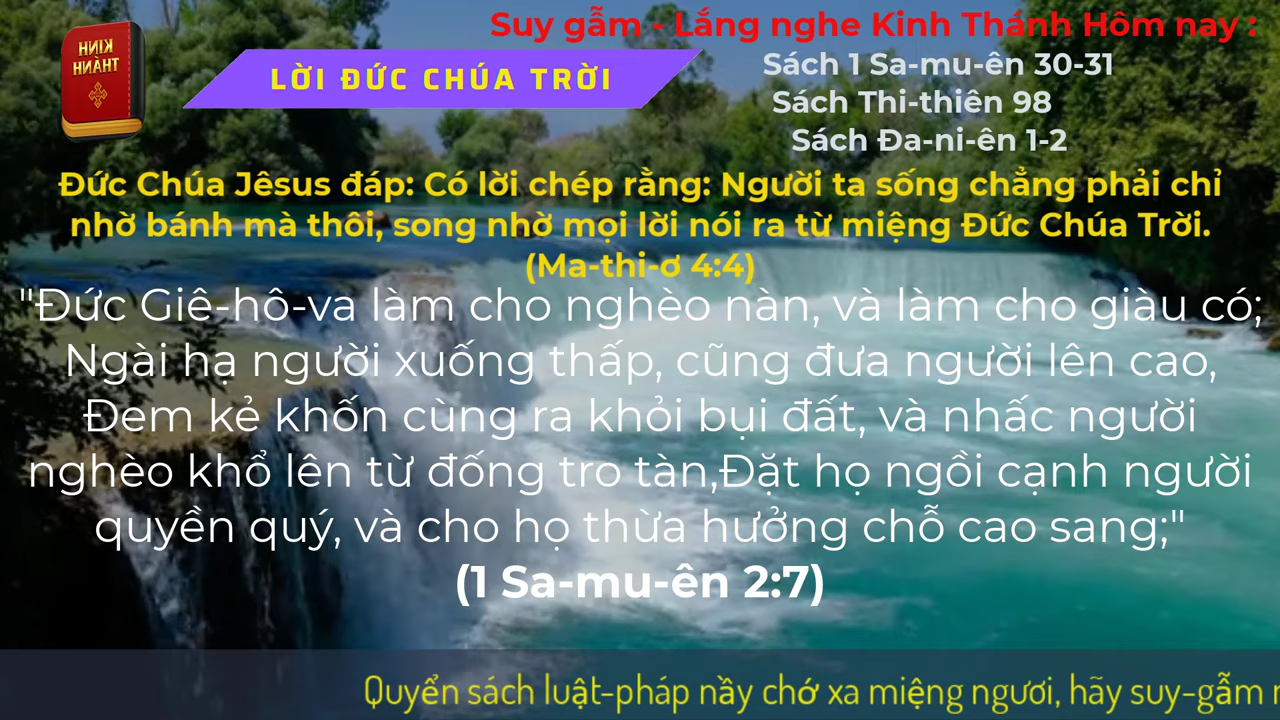 Suy gẫm - Lắng nghe Kinh Thánh Hôm nay :
KINH
THÁNH
LỜI ĐỨC CHÚA TRỜI
Sách 1 Sa-mu-ên 30-31
Sách Thi-thiên 98
Sách Đa-ni-ên 1-2
Đức Chúa Jêsus đáp: Có lời chép rằng: Người ta sống chẳng phải chỉ
nhờ bánh mà thôi, song nhờ mọi lời nói ra từ miệng Đức Chúa Trời.
(Ma-thi-ơ 4:4)
"Đức Giê-hô-va làm cho nghèo nàn, và làm cho giàu có;
Ngài hạ người xuống thấp, cũng đưa người lên cao,
Đem kẻ khốn cùng ra khỏi bụi đất, và nhấc người
nghèo khổ lên từ đống tro tàn,Đặt họ ngồi cạnh người
quyền quý, và cho họ thừa hưởng chỗ cao sang;"
(1 Sa-mu-ên 2:7)
Quyển sách luật-pháp nầy chớ xa miệng ngươi, hãy suy-gẫm